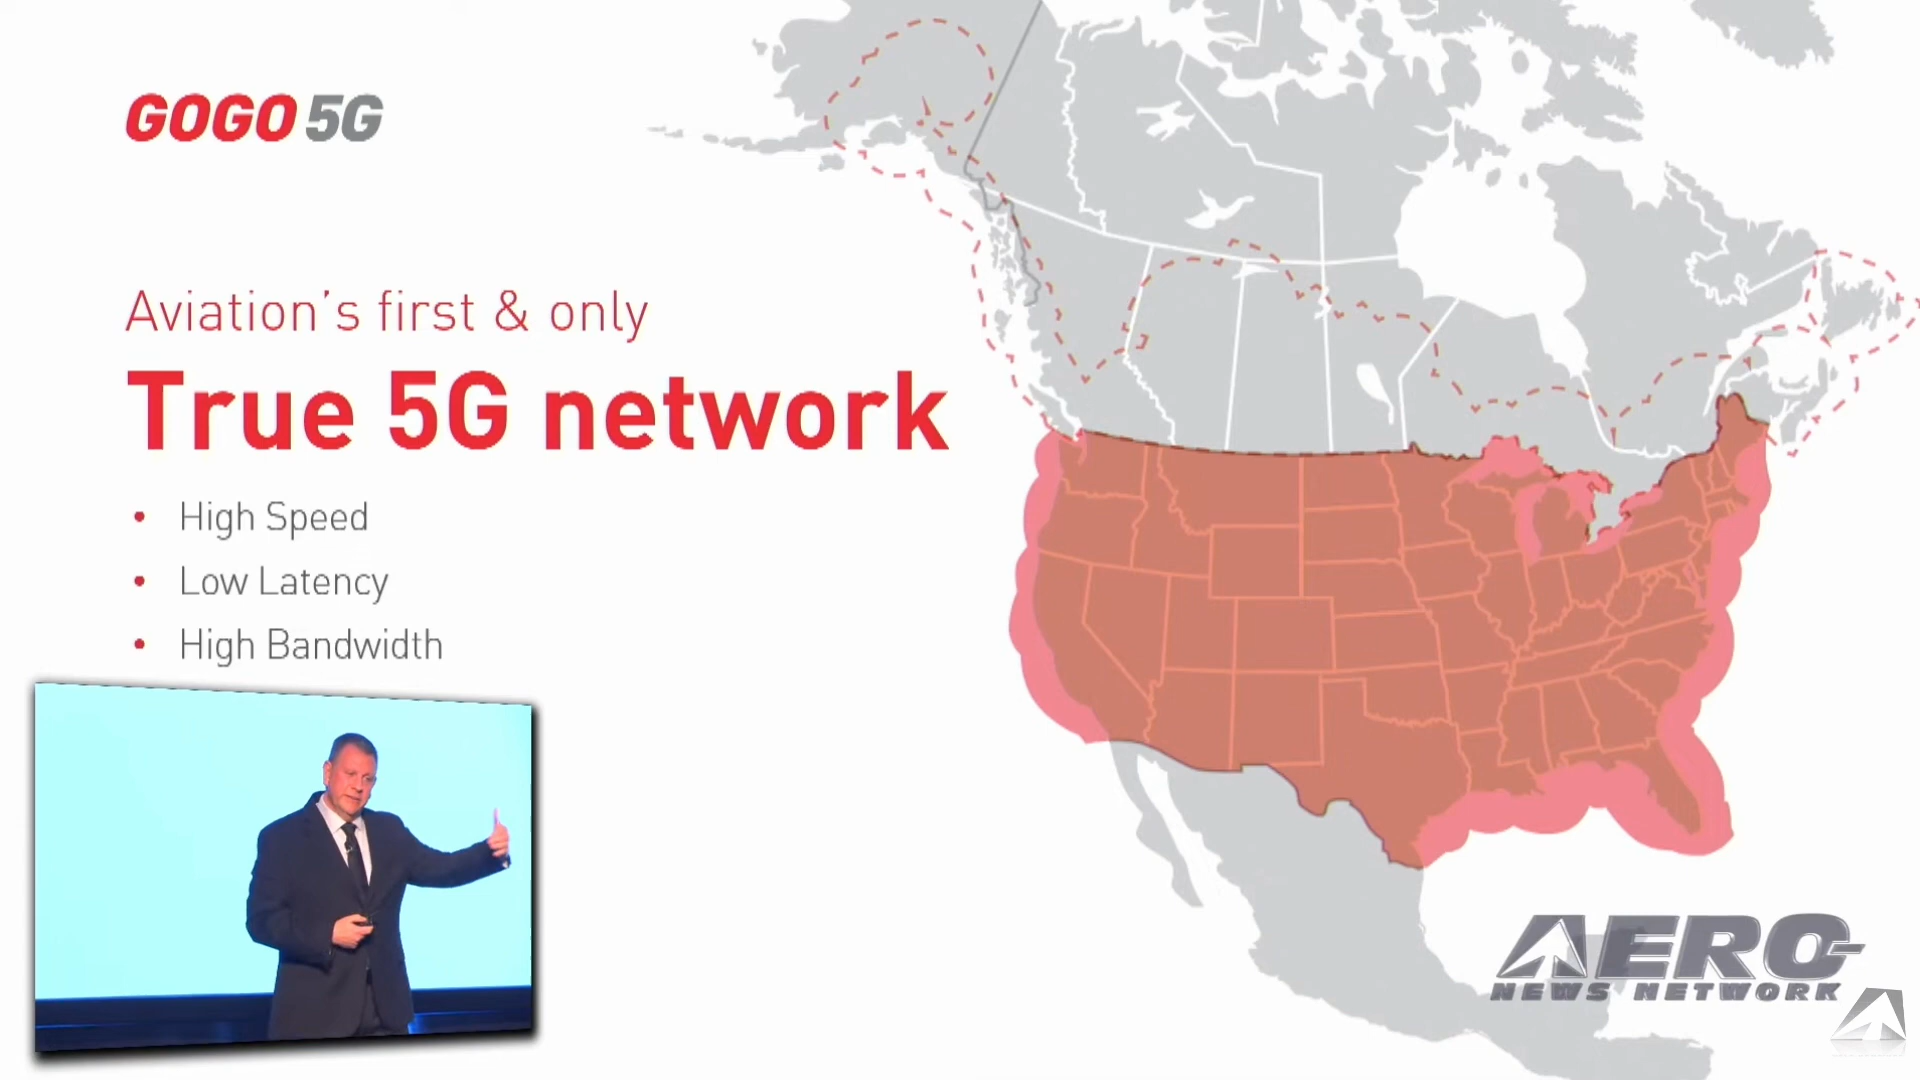 GOGO 5G
Aviation's first & only
True 5G network
• High Speed
• Low Latency
• High Bandwidth
AERO-
NEWS NETWORK